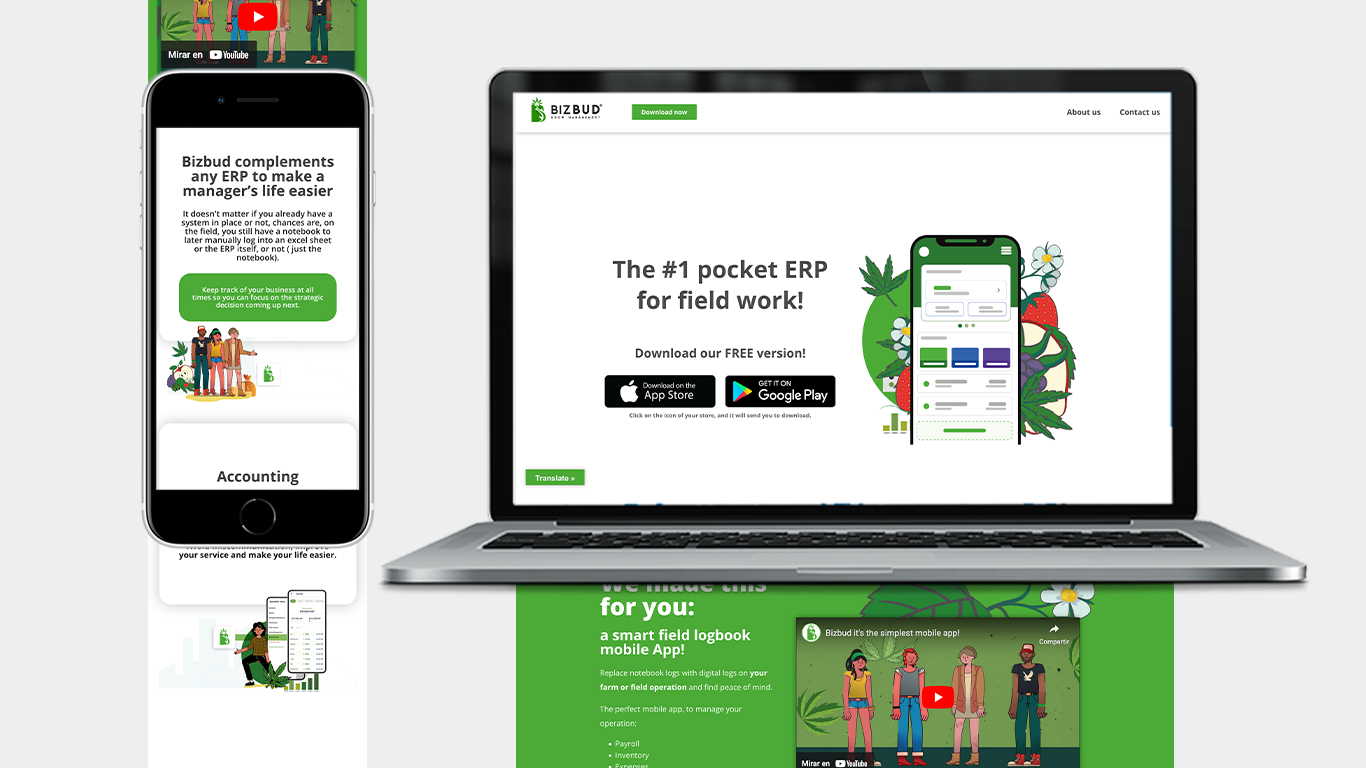 Mirar en YouTube
Bizbud complements
any ERP to make a
manager’s life easier
It doesn't matter if you already have a
system in place or not, chances are, on
the field, you still have a notebook to
later manually log into an excel sheet
or the ERP itself, or not ( just the
notebook).
Keep track of your business at all
times so you can focus on the strategic
decision coming up next.
Accounting
your service and make your life easier.
BIZBUD®
GROW MANAGEMENT
Download now
About us
Contact us
The #1 pocket ERP
for field work!
Download our FREE version!
Download on the
App Store
GET IT ON
Google Play
Click on the icon of your store, and it will send you to download.
Translate »
We made this
for you:
a smart field logbook
mobile App!
Replace notebook logs with digital logs on your
farm or field operation and find peace of mind.
The perfect mobile app, to manage your
operation:
• Payroll
• Inventory
• Expenses
Bizbud it's the simplest mobile app!
Compartir
Mirar en YouTube